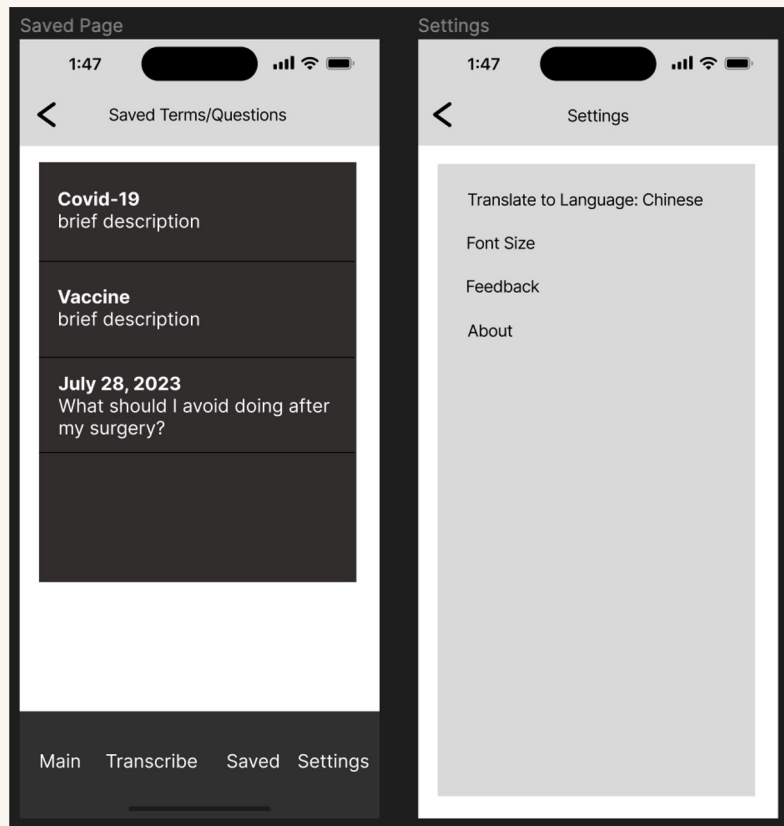 Saved Page
1:47
Saved Terms/Questions
Covid-19
brief description
Vaccine
brief description
July 28, 2023
What should I avoid doing after
my surgery?
Main Transcribe Saved Settings
Settings
1:47
Settings
Translate to Language: Chinese
Font Size
Feedback
About